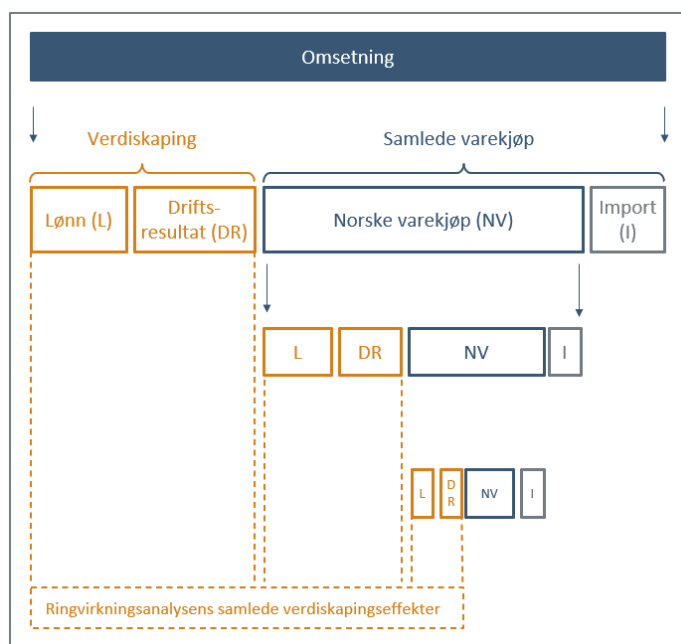 Omsetning
Verdiskaping
Samlede varekjøp
Lønn (L)
Drifts-
resultat (DR)
Norske varekjøp (NV)
Import
(I)
L
DR
NV
I
L
D
R
NV
I
Ringvirkningsanalysens samlede verdiskapingseffekter